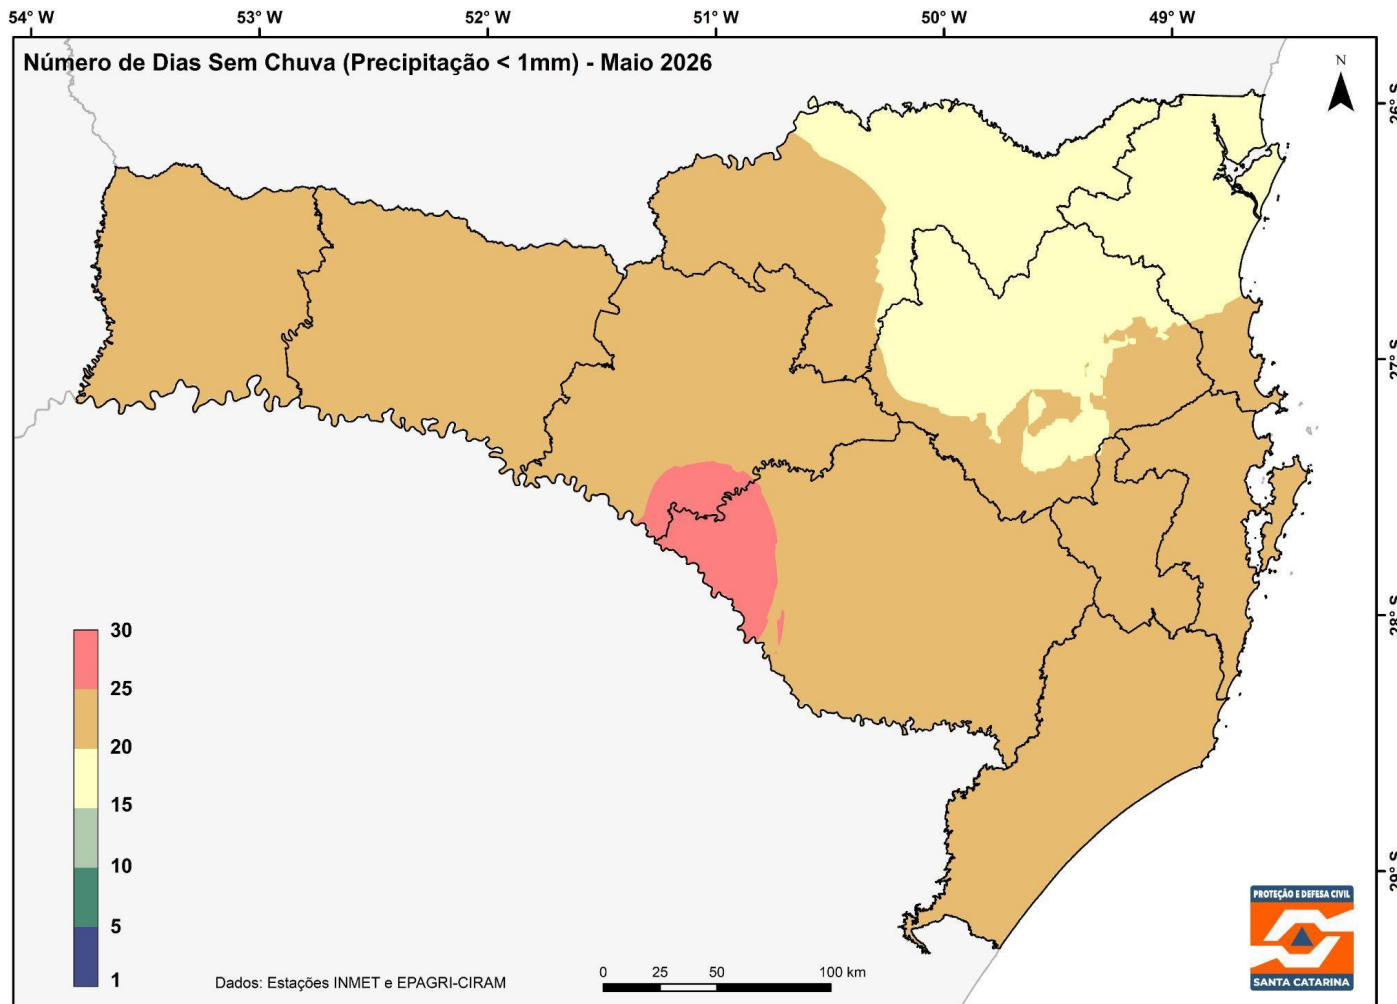 54° W 53° W 52° W 51° W 50° W 49° W
Número de Dias Sem Chuva (Precipitação < 1mm) - Maio 2026
N
26° S
27° S
28° S
29° S
30
25
20
15
10
5
1
Dados: Estações INMET e EPAGRI-CIRAM
0 25 50 100 km
PROTEÇÃO E DEFESA CIVIL
SANTA CATARINA